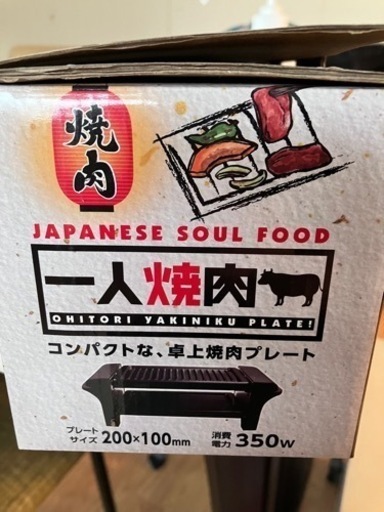 焼肉
JAPANESE SOUL FOOD
一人焼肉
OHITORI YAKINIKU PLATE!
コンパクトな、卓上焼肉プレート
プレートサイズ 200×100mm 消費電力 350W